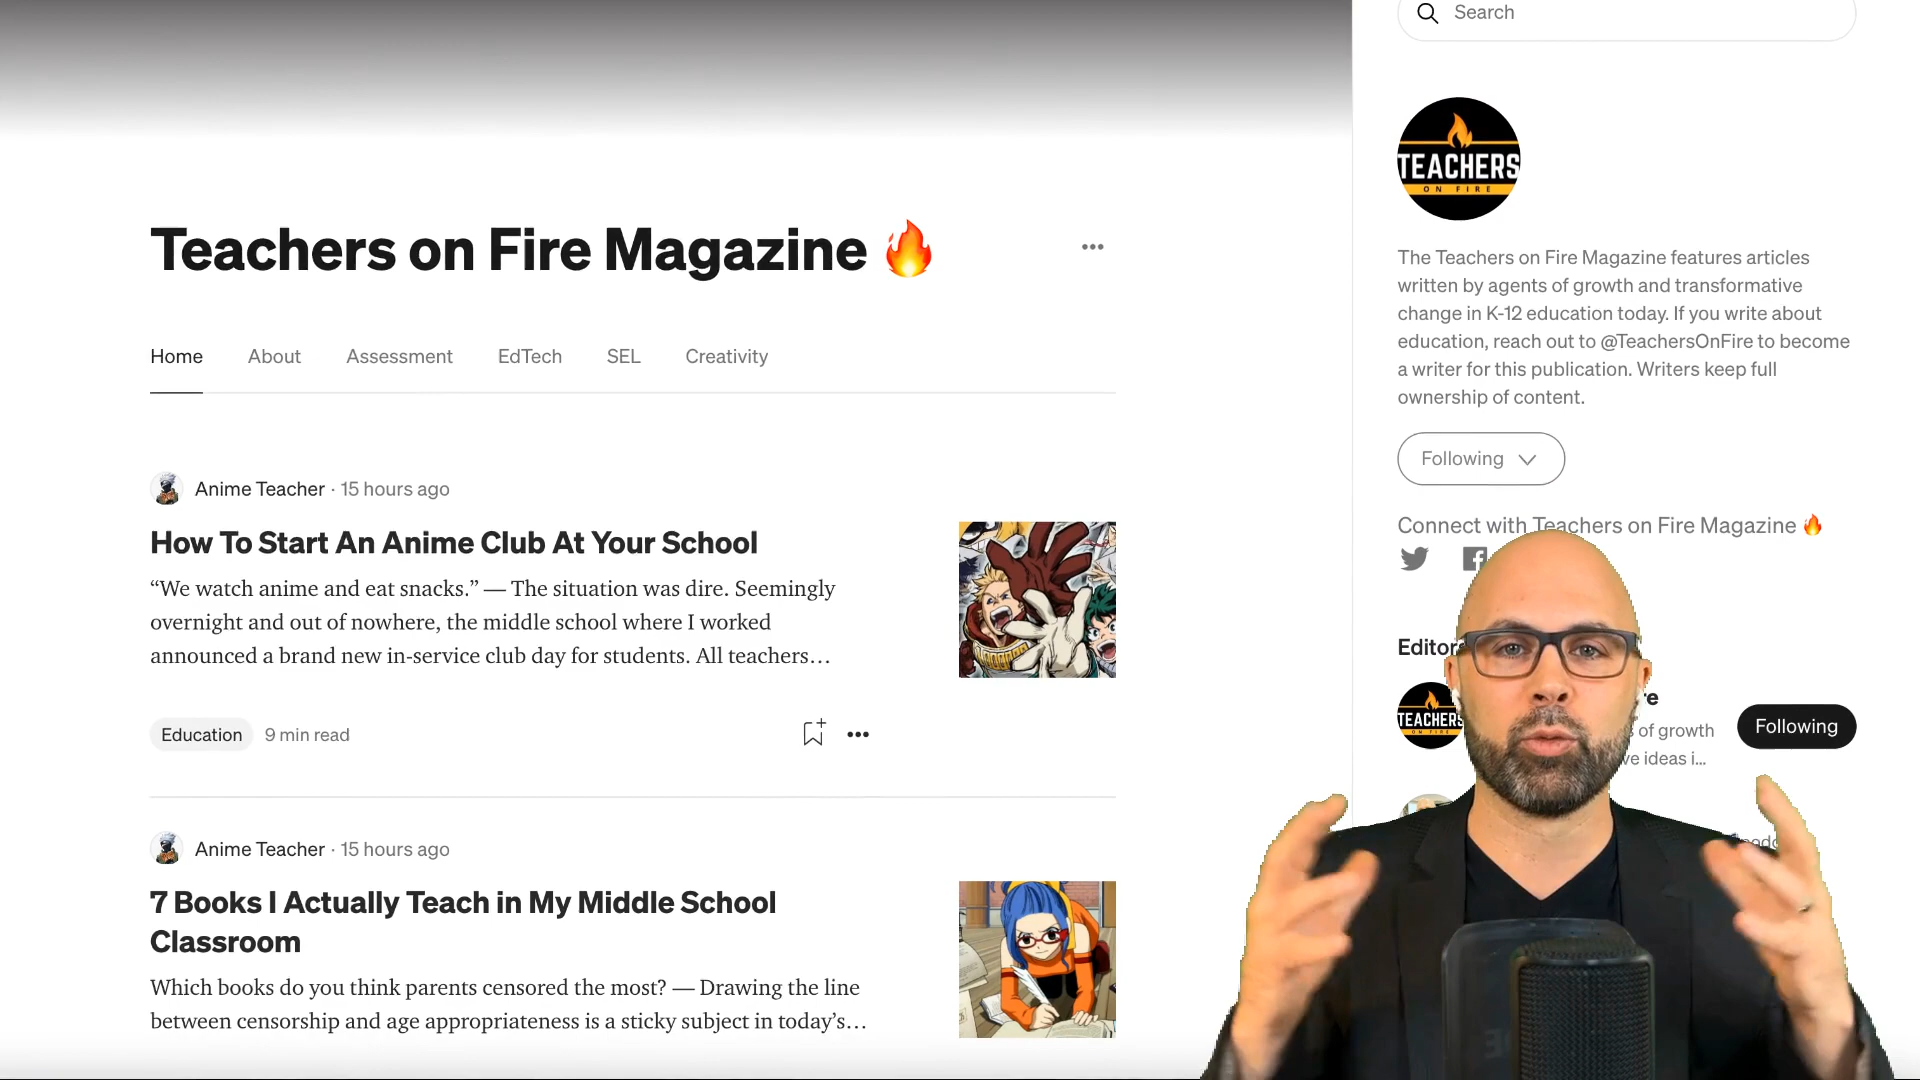 Search
TEACHERS
ON FIRE
Teachers on Fire Magazine 🔥
Home About Assessment EdTech SEL Creativity
The Teachers on Fire Magazine features articles
written by agents of growth and transformative
change in K-12 education today. If you write about
education, reach out to @TeachersOnFire to become
a writer for this publication. Writers keep full
ownership of content.
Following
Connect with Teachers on Fire Magazine 🔥
Anime Teacher · 15 hours ago
How To Start An Anime Club At Your School
“We watch anime and eat snacks.” — The situation was dire. Seemingly
overnight and out of nowhere, the middle school where I worked
announced a brand new in-service club day for students. All teachers…
Education 9 min read
Anime Teacher · 15 hours ago
7 Books I Actually Teach in My Middle School
Classroom
Which books do you think parents censored the most? — Drawing the line
between censorship and age appropriateness is a sticky subject in today’s…
Editors
TEACHERS
ON FIRE
of growth
ideas i...
Following